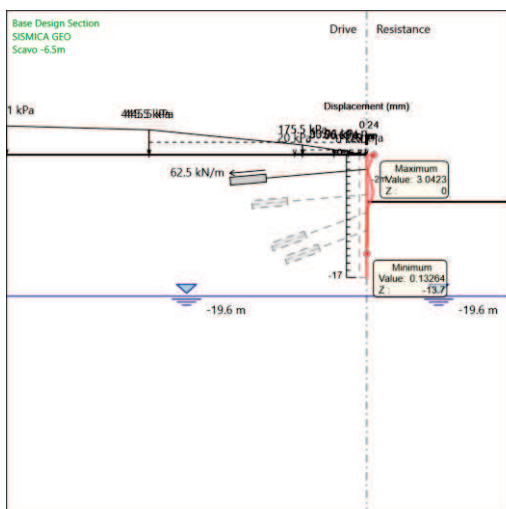 Base Design Section
SISMICA GEO
Scavo -6.5m
Drive
Resistance
Displacement (mm)
0.24
1 kPa
175.5 kPa
20 kPa
62.5 kN/m
Maximum
Value: 3.0423
Z : 0
-17
Minimum
Value: 0.13264
Z : -13.7
-19.6 m
-19.6 m